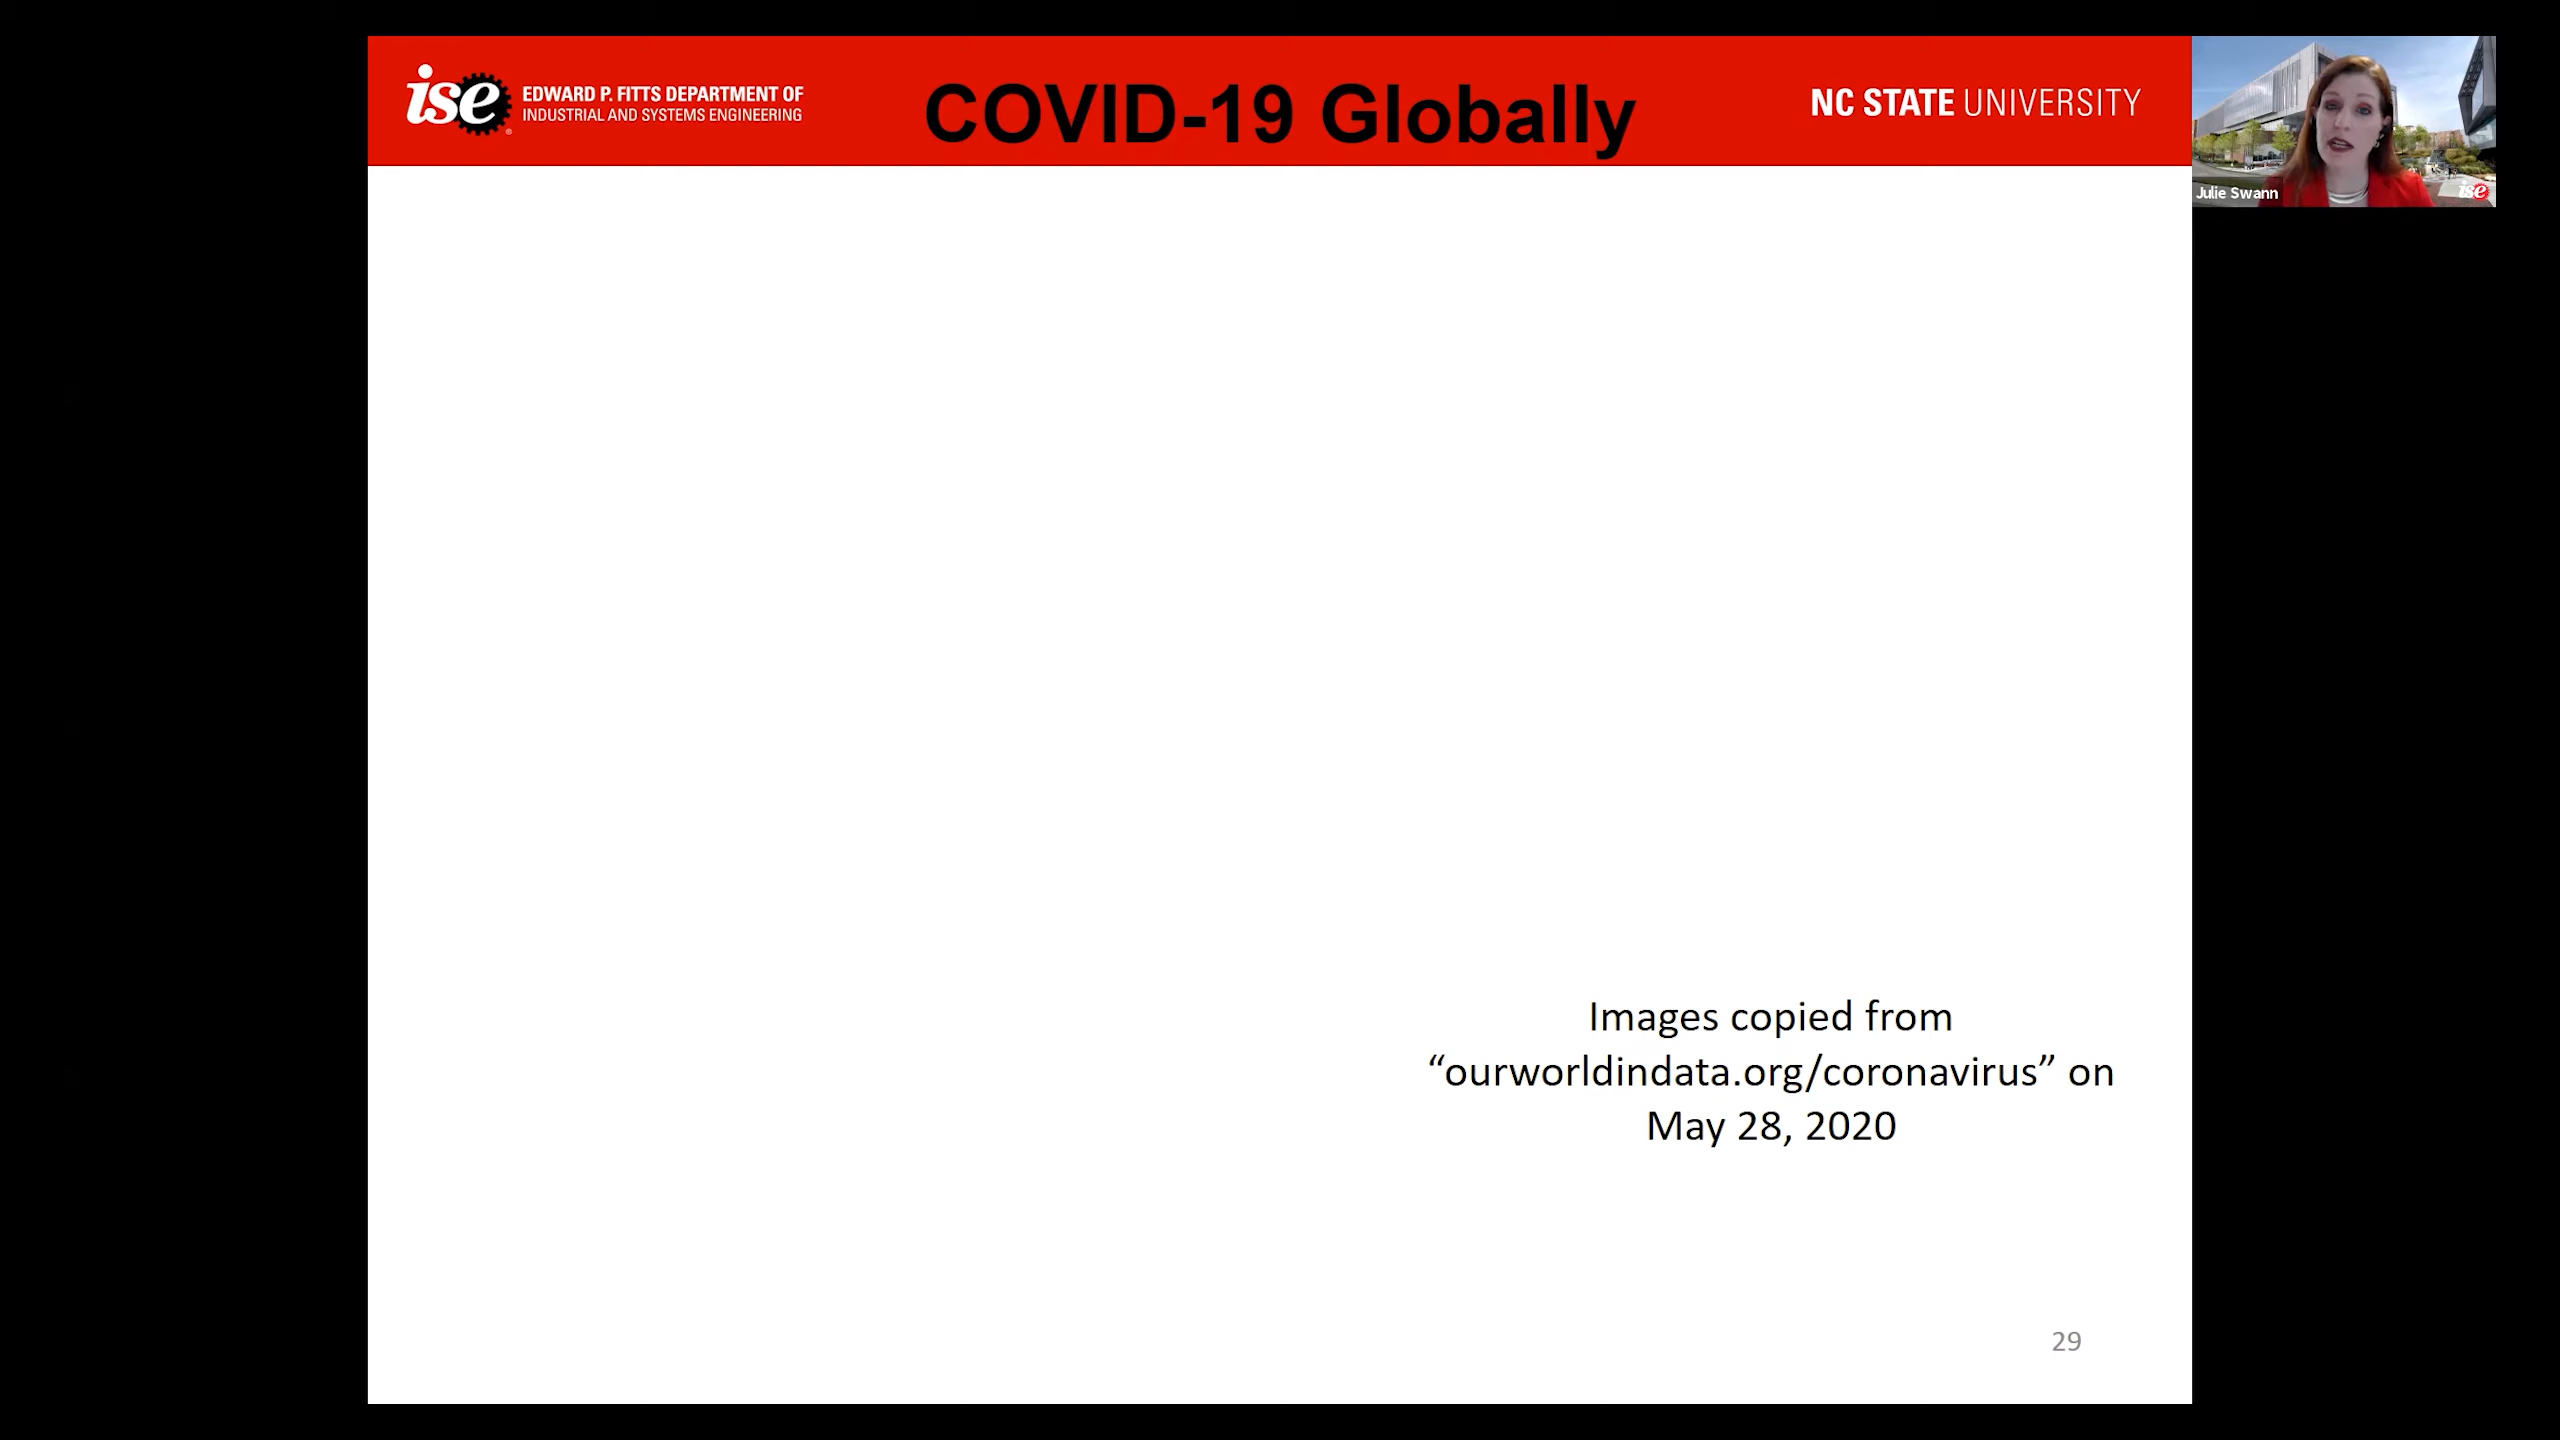 ise
EDWARD P. FITTS DEPARTMENT OF
INDUSTRIAL AND SYSTEMS ENGINEERING
COVID-19 Globally
NC STATE UNIVERSITY
Julie Swann
ise
Images copied from
“ourworldindata.org/coronavirus” on
May 28, 2020
29